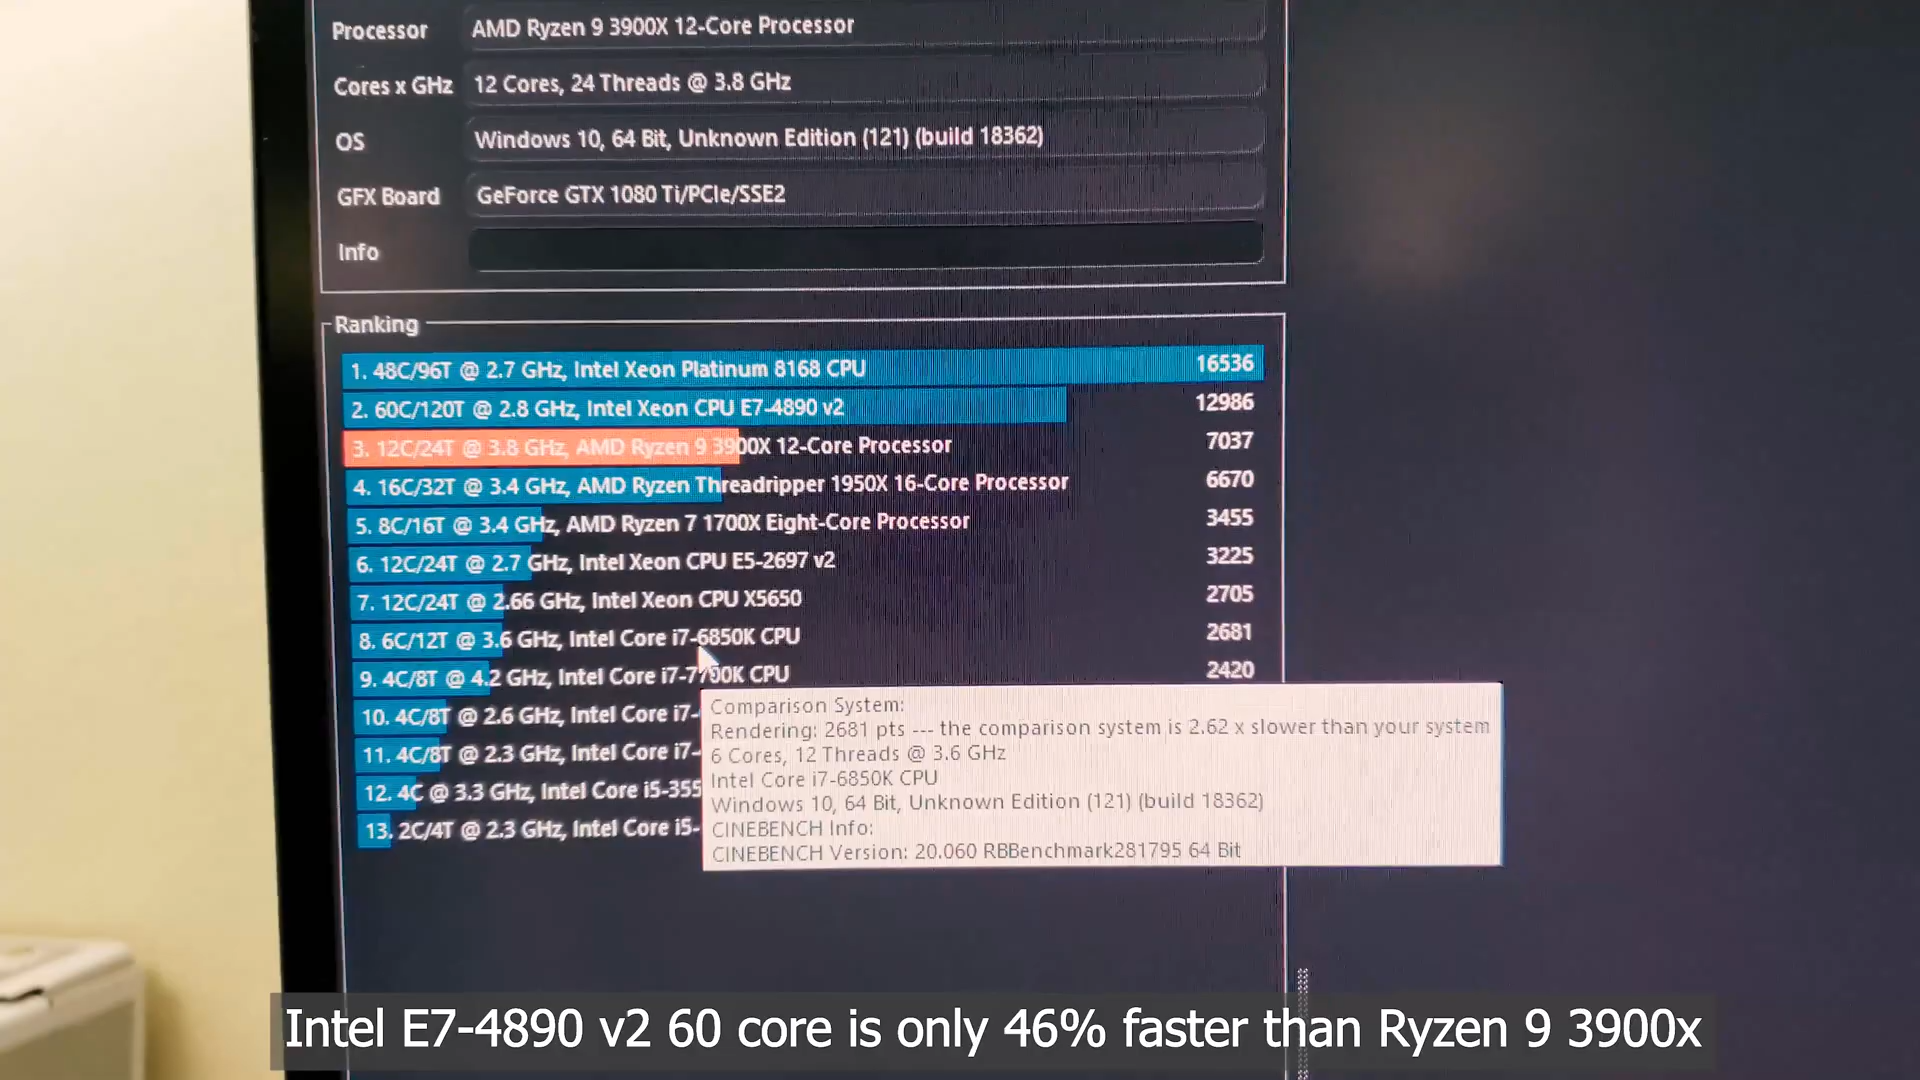 Processor AMD Ryzen 9 3900X 12-Core Processor
Cores x GHz 12 Cores, 24 Threads @ 3.8 GHz
OS Windows 10, 64 Bit, Unknown Edition (121) (build 18362)
GFX Board GeForce GTX 1080 Ti/PCIe/SSE2
Info
Ranking
1. 48C/96T @ 2.7 GHz, Intel Xeon Platinum 8168 CPU 16536
2. 60C/120T @ 2.8 GHz, Intel Xeon CPU E7-4890 v2 12986
3. 12C/24T @ 3.8 GHz, AMD Ryzen 9 3900X 12-Core Processor 7037
4. 16C/32T @ 3.4 GHz, AMD Ryzen Threadripper 1950X 16-Core Processor 6670
5. 8C/16T @ 3.4 GHz, AMD Ryzen 7 1700X Eight-Core Processor 3455
6. 12C/24T @ 2.7 GHz, Intel Xeon CPU E5-2697 v2 3225
7. 12C/24T @ 2.66 GHz, Intel Xeon CPU X5650 2705
8. 6C/12T @ 3.6 GHz, Intel Core i7-6850K CPU 2681
9. 4C/8T @ 4.2 GHz, Intel Core i7-7700K CPU 2420
10. 4C/8T @ 2.6 GHz, Intel Core i7-
11. 4C/8T @ 2.3 GHz, Intel Core i7-
12. 4C @ 3.3 GHz, Intel Core i5-355
13. 2C/4T @ 2.3 GHz, Intel Core i5-
Comparison System:
Rendering: 2681 pts --- the comparison system is 2.62 x slower than your system
6 Cores, 12 Threads @ 3.6 GHz
Intel Core i7-6850K CPU
Windows 10, 64 Bit, Unknown Edition (121) (build 18362)
CINEBENCH Info:
CINEBENCH Version: 20.060 RBBenchmark281795 64 Bit
Intel E7-4890 v2 60 core is only 46% faster than Ryzen 9 3900x